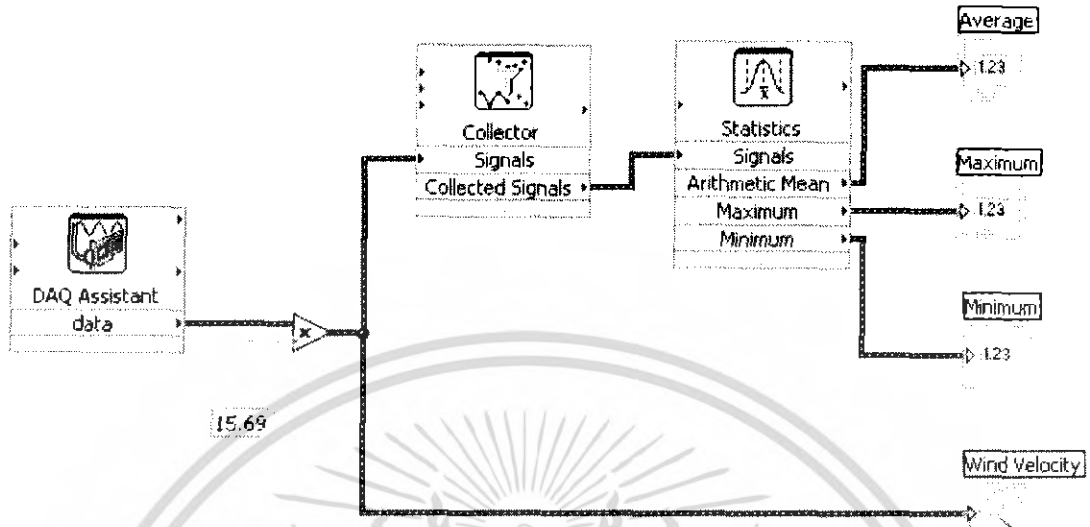 Average
1.23
Collector
Signals
Collected Signals
Statistics
Signals
Arithmetic Mean
Maximum
Minimum
Maximum
1.23
DAQ Assistant
data
x
15.69
Minimum
1.23
Wind Velocity